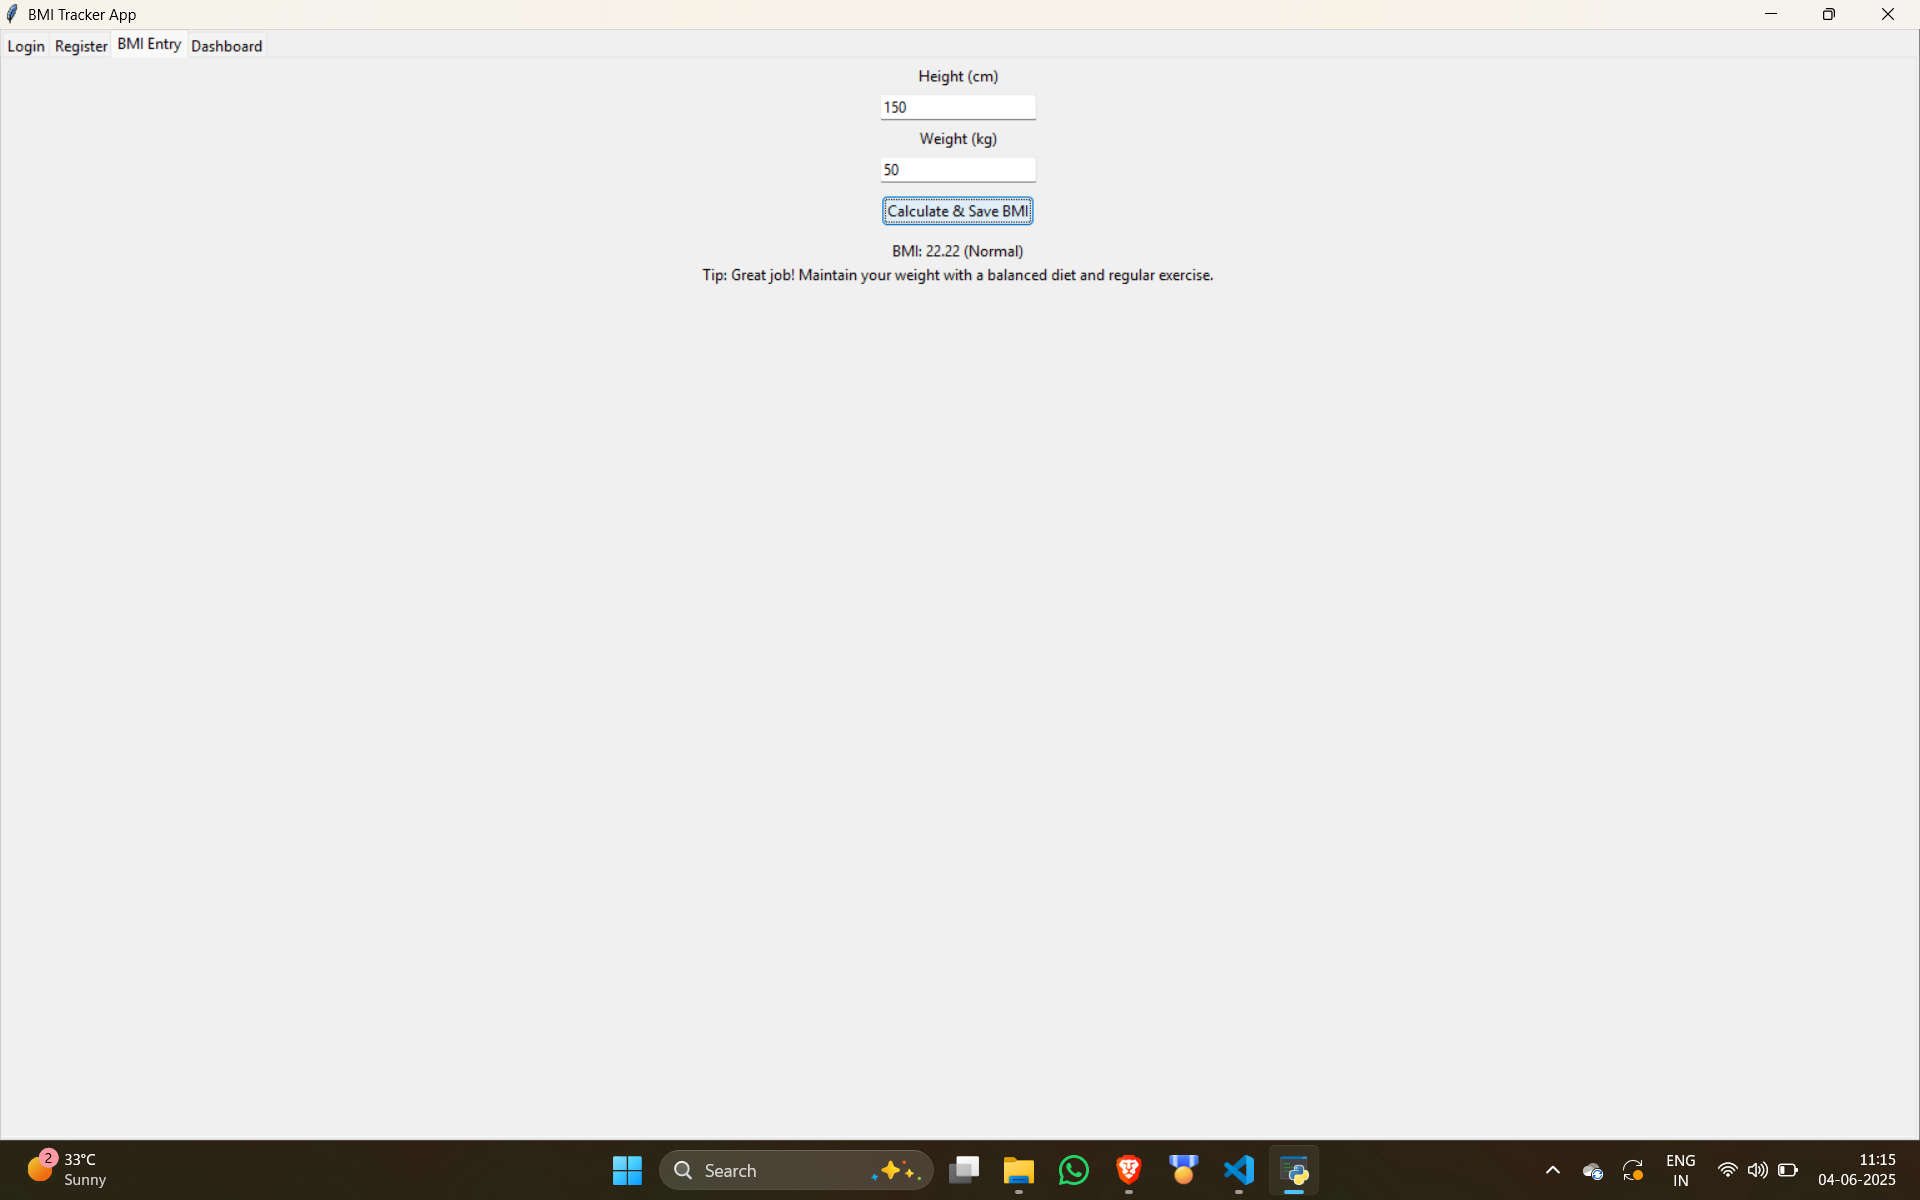 BMI Tracker App
Login Register BMI Entry Dashboard
Height (cm)
150
Weight (kg)
50
Calculate & Save BMI
BMI: 22.22 (Normal)
Tip: Great job! Maintain your weight with a balanced diet and regular exercise.
2
33°C
Sunny
Search
ENG
IN
11:15
04-06-2025